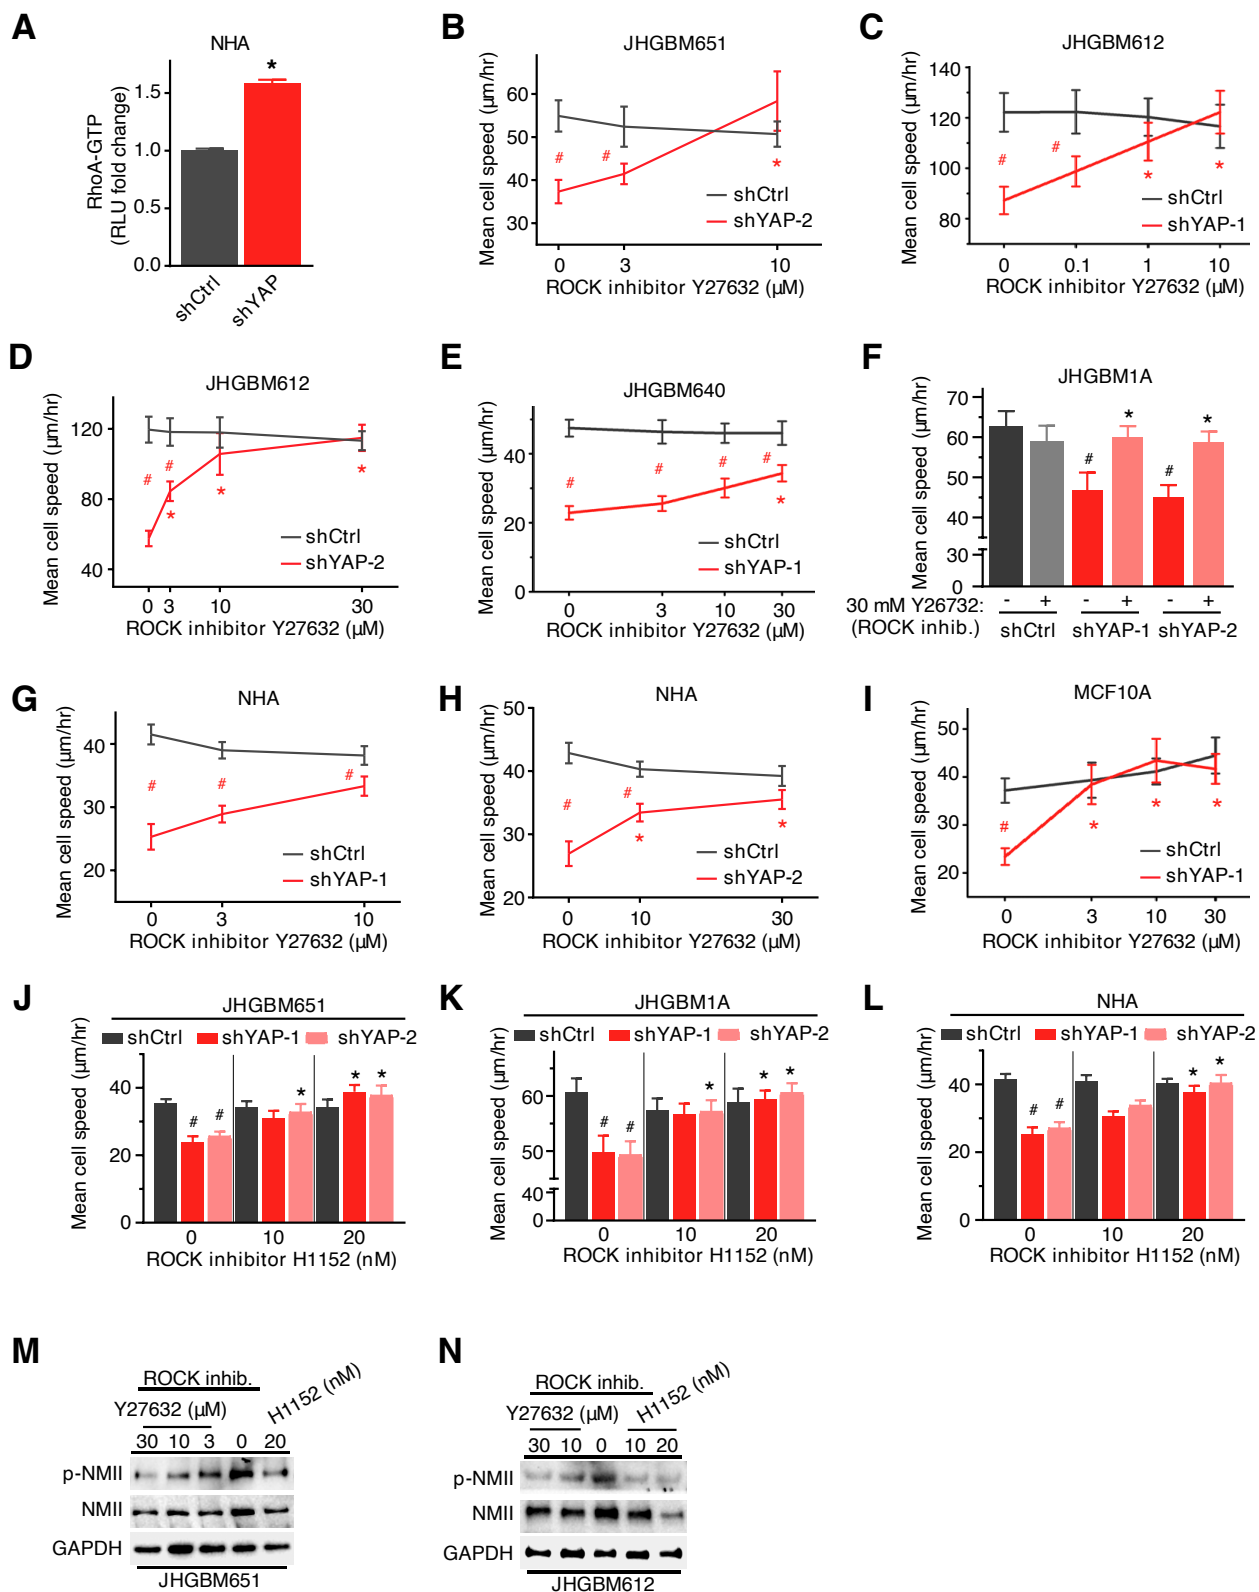 A
NHA
*
RhoA-GTP
(RLU fold change)
1.5
1.0
0.5
0.0
shCtrl
shYAP
B
JHGBM651
Mean cell speed (µm/hr)
60
50
40
30
#
#
*
shCtrl
shYAP-2
0 3 10
ROCK inhibitor Y27632 (µM)
C
JHGBM612
Mean cell speed (µm/hr)
140
120
100
80
#
#
*
*
shCtrl
shYAP-1
0 0.1 1 10
ROCK inhibitor Y27632 (µM)
D
JHGBM612
Mean cell speed (µm/hr)
120
80
40
#
#
*
*
*
shCtrl
shYAP-2
0 3 10 30
ROCK inhibitor Y27632 (µM)
E
JHGBM640
Mean cell speed (µm/hr)
40
20
0
#
#
#
#
*
shCtrl
shYAP-1
0 3 10 30
ROCK inhibitor Y27632 (µM)
F
JHGBM1A
Mean cell speed (µm/hr)
70
60
50
40
30
0
#
*
#
*
30 mM Y26732: - + - + - +
(ROCK inhib.) shCtrl shYAP-1 shYAP-2
G
NHA
Mean cell speed (µm/hr)
40
30
20
#
#
#
shCtrl
shYAP-1
0 3 10
ROCK inhibitor Y27632 (µM)
H
NHA
Mean cell speed (µm/hr)
50
40
30
20
#
#
*
*
shCtrl
shYAP-2
0 10 30
ROCK inhibitor Y27632 (µM)
I
MCF10A
Mean cell speed (µm/hr)
50
40
20
#
*
*
*
shCtrl
shYAP-1
0 3 10 30
ROCK inhibitor Y27632 (µM)
J
JHGBM651
shCtrl shYAP-1 shYAP-2
Mean cell speed (µm/hr)
40
20
0
# # * * *
0 10 20
ROCK inhibitor H1152 (nM)
K
JHGBM1A
shCtrl shYAP-1 shYAP-2
Mean cell speed (µm/hr)
60
50
40
0
# # * * *
0 10 20
ROCK inhibitor H1152 (nM)
L
NHA
shCtrl shYAP-1 shYAP-2
Mean cell speed (µm/hr)
40
20
0
# # * *
0 10 20
ROCK inhibitor H1152 (nM)
M
ROCK inhib.
Y27632 (µM) H1152 (nM)
30 10 3 0 20
p-NMII
NMII
GAPDH
JHGBM651
N
ROCK inhib.
Y27632 (µM) H1152 (nM)
30 10 0 10 20
p-NMII
NMII
GAPDH
JHGBM612